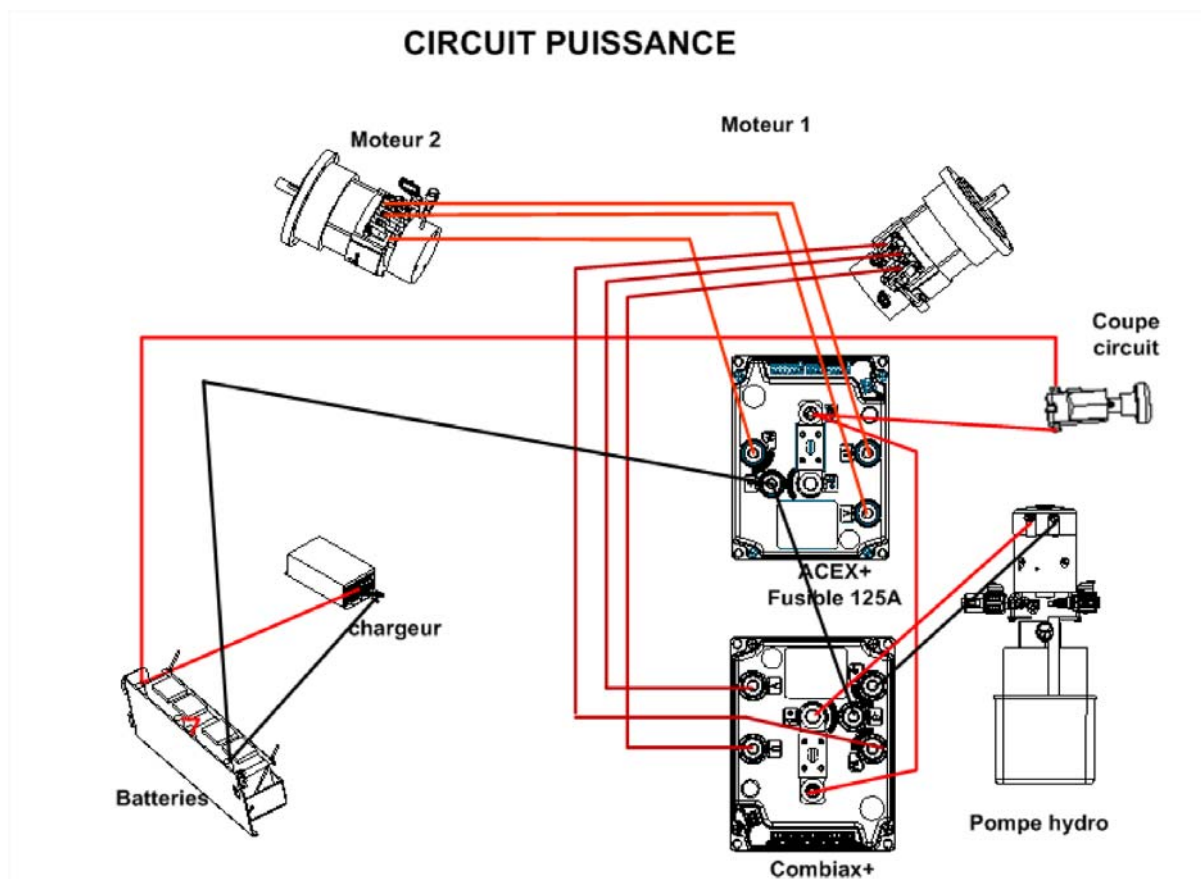 CIRCUIT PUISSANCE
Moteur 2
Moteur 1
Coupe
circuit
ACEX+
Fusible 125A
chargeur
Batteries
Pompe hydro
Combiax+